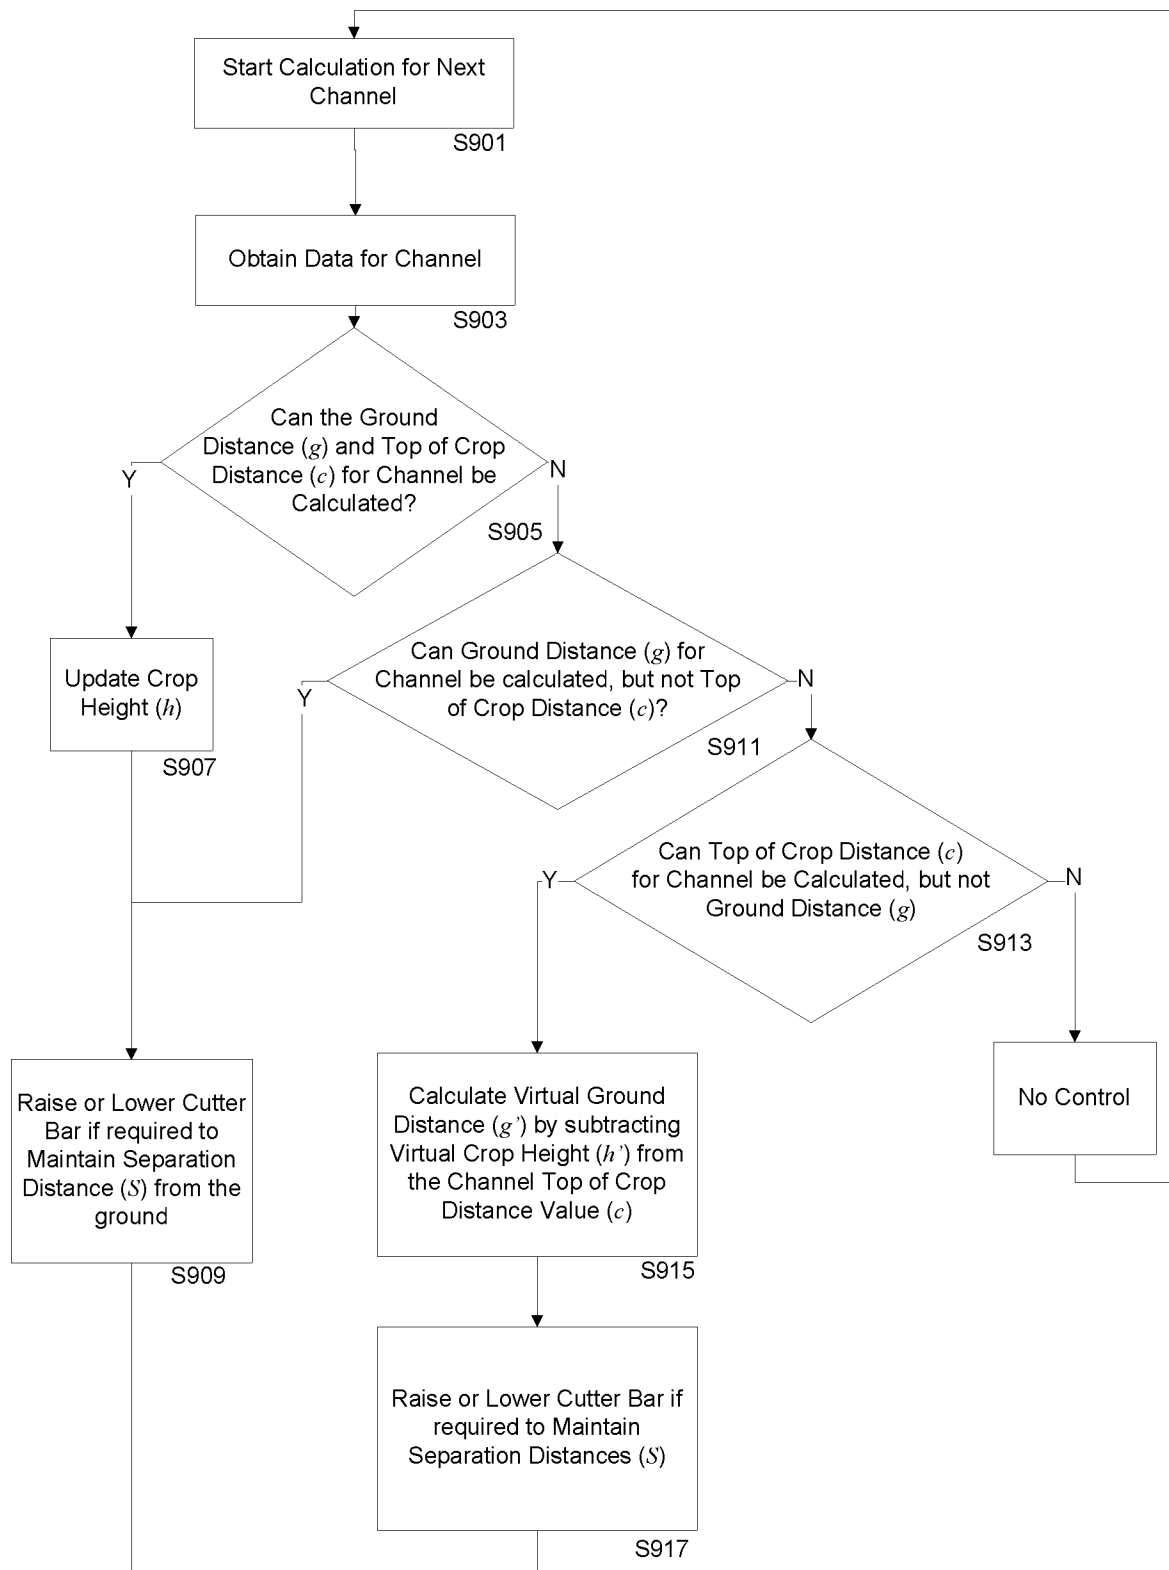 Start Calculation for Next
Channel
S901
Obtain Data for Channel
S903
Can the Ground
Distance (g) and Top of Crop
Distance (c) for Channel be
Calculated?
Y
N
S905
Update Crop
Height (h)
S907
Can Ground Distance (g) for
Channel be calculated, but not Top
of Crop Distance (c)?
Y
N
S911
Can Top of Crop Distance (c)
for Channel be Calculated, but not
Ground Distance (g)
Y
N
S913
Raise or Lower Cutter
Bar if required to
Maintain Separation
Distance (S) from the
ground
S909
Calculate Virtual Ground
Distance (g’) by subtracting
Virtual Crop Height (h’) from
the Channel Top of Crop
Distance Value (c)
S915
No Control
Raise or Lower Cutter Bar if
required to Maintain
Separation Distances (S)
S917